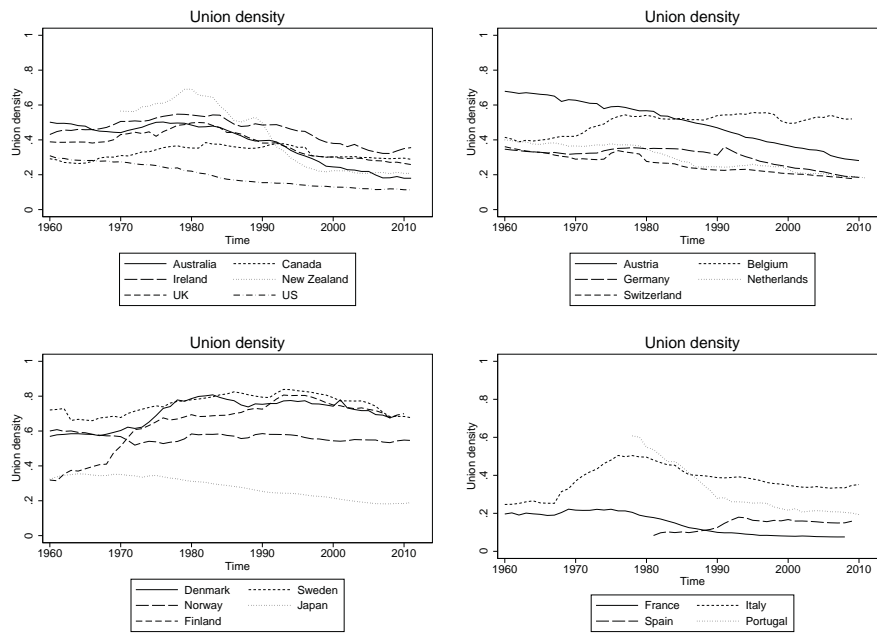 Union density
Union density
0 .2 .4 .6 .8 1
1960 1970 1980 1990 2000 2010
Time
Australia Canada
Ireland New Zealand
UK US
Union density
Union density
0 .2 .4 .6 .8 1
1960 1970 1980 1990 2000 2010
Time
Austria Belgium
Germany Netherlands
Switzerland
Union density
Union density
0 .2 .4 .6 .8 1
1960 1970 1980 1990 2000 2010
Time
Denmark Sweden
Norway Japan
Finland
Union density
Union density
0 .2 .4 .6 .8 1
1960 1970 1980 1990 2000 2010
Time
France Italy
Spain Portugal